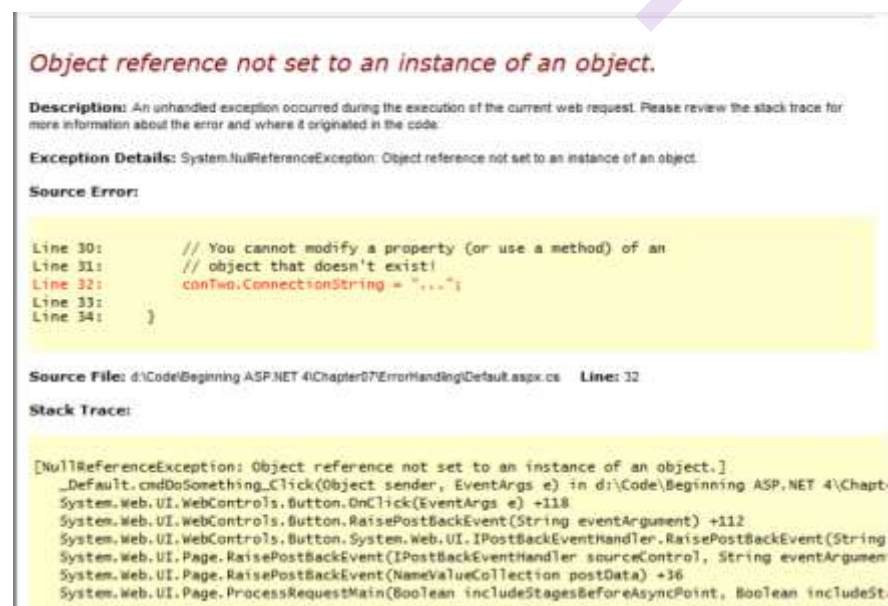 Object reference not set to an instance of an object.
Description: An unhandled exception occurred during the execution of the current web request. Please review the stack trace for
more information about the error and where it originated in the code.
Exception Details: System.NullReferenceException: Object reference not set to an instance of an object.
Source Error:
Line 30: // You cannot modify a property (or use a method) of an
Line 31: // object that doesn't exist!
Line 32: conTwo.ConnectionString = "...";
Line 33:
Line 34: }
Source File: d:\Code\Beginning ASP.NET 4\Chapter07\ErrorHandling\Default.aspx.cs Line: 32
Stack Trace:
[NullReferenceException: Object reference not set to an instance of an object.]
_Default.cmdDoSomething_Click(Object sender, EventArgs e) in d:\Code\Beginning ASP.NET 4\Chapt
System.Web.UI.WebControls.Button.OnClick(EventArgs e) +118
System.Web.UI.WebControls.Button.RaisePostBackEvent(String eventArgument) +112
System.Web.UI.WebControls.Button.System.Web.UI.IPostBackEventHandler.RaisePostBackEvent(String
System.Web.UI.Page.RaisePostBackEvent(IPostBackEventHandler sourceControl, String eventArgumen
System.Web.UI.Page.RaisePostBackEvent(NameValueCollection postData) +36
System.Web.UI.Page.ProcessRequestMain(Boolean includeStagesBeforeAsyncPoint, Boolean includeSt